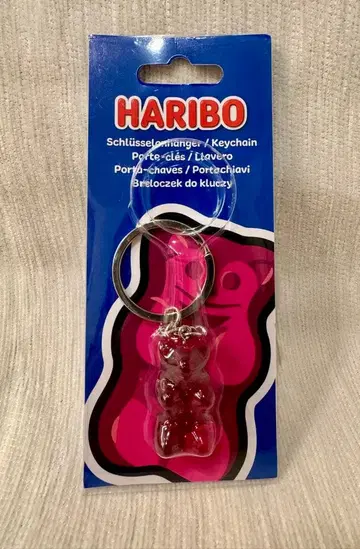 HARIBO
Schlüsselanhänger / Keychain
Porte-clés / Llavero
Porta-chaves / Portachiavi
Breloczek do kluczy